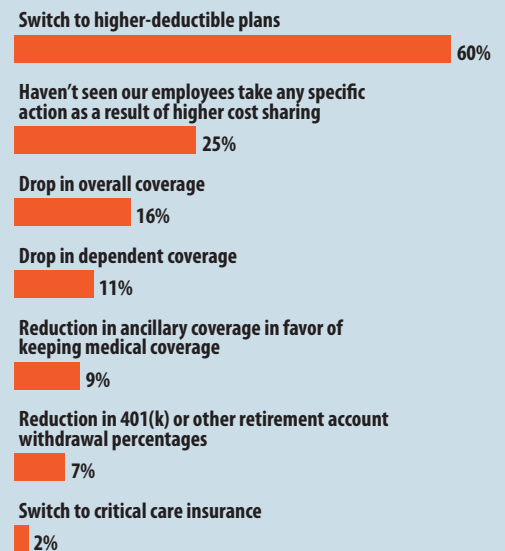 Switch to higher-deductible plans
60%
Haven’t seen our employees take any specific
action as a result of higher cost sharing
25%
Drop in overall coverage
16%
Drop in dependent coverage
11%
Reduction in ancillary coverage in favor of
keeping medical coverage
9%
Reduction in 401(k) or other retirement account
withdrawal percentages
7%
Switch to critical care insurance
2%